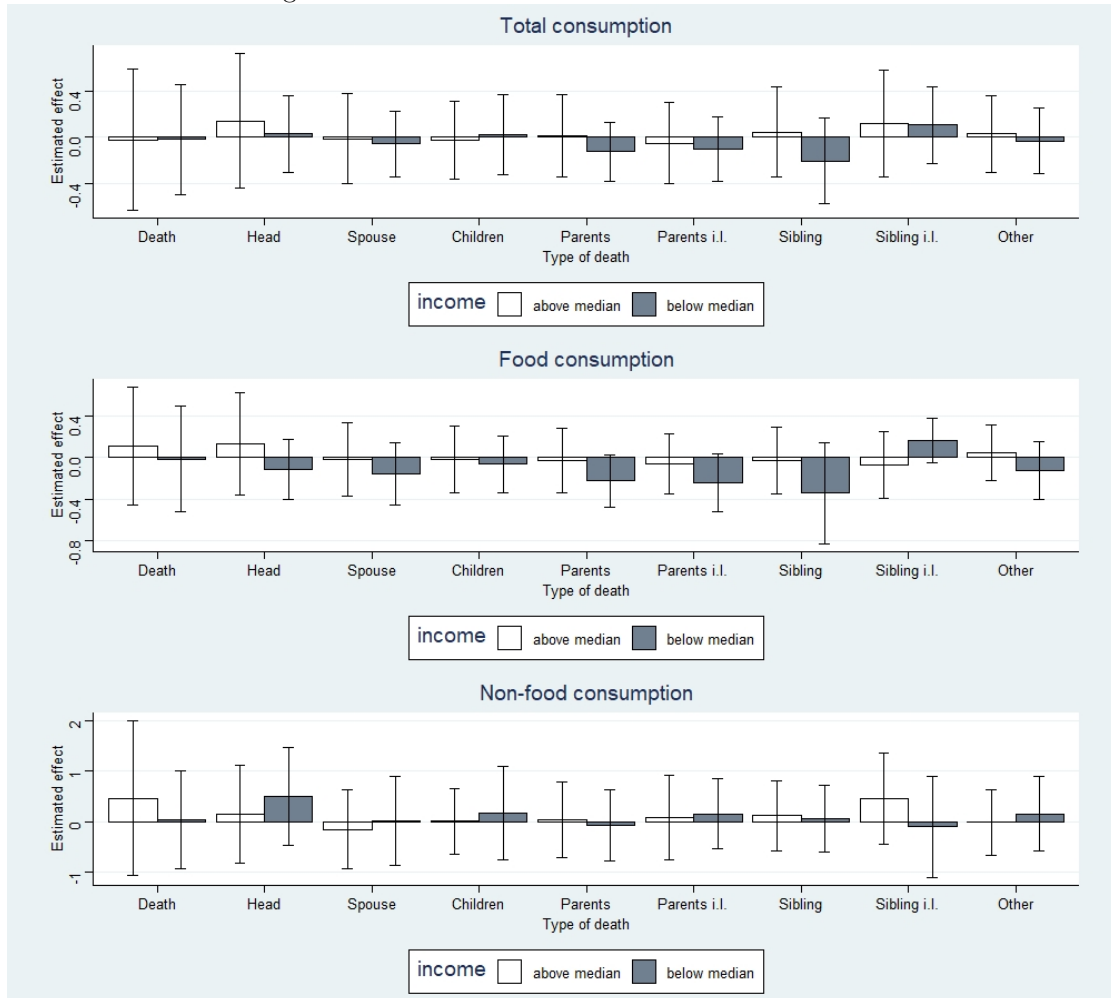 Total consumption
Estimated effect
0.4
0.0
-0.4
Death Head Spouse Children Parents Parents i.l. Sibling Sibling i.l. Other
Type of death
income above median below median
Food consumption
Estimated effect
0.4
0.0
-0.4
-0.8
Death Head Spouse Children Parents Parents i.l. Sibling Sibling i.l. Other
Type of death
income above median below median
Non-food consumption
Estimated effect
2
1
0
-1
Death Head Spouse Children Parents Parents i.l. Sibling Sibling i.l. Other
Type of death
income above median below median